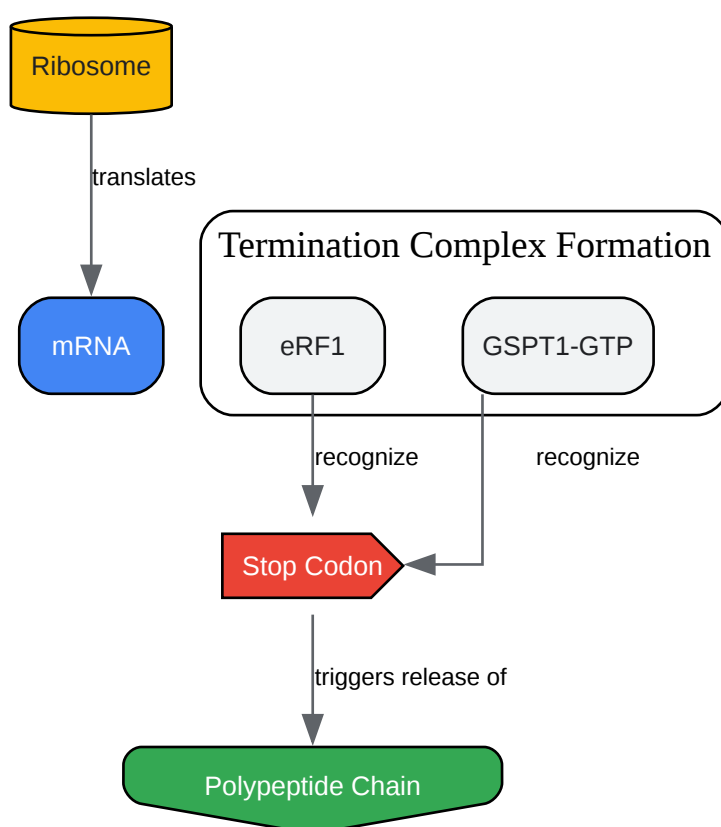 Ribosome
translates
Termination Complex Formation
mRNA
eRF1
GSPT1-GTP
recognize
recognize
Stop Codon
triggers release of
Polypeptide Chain